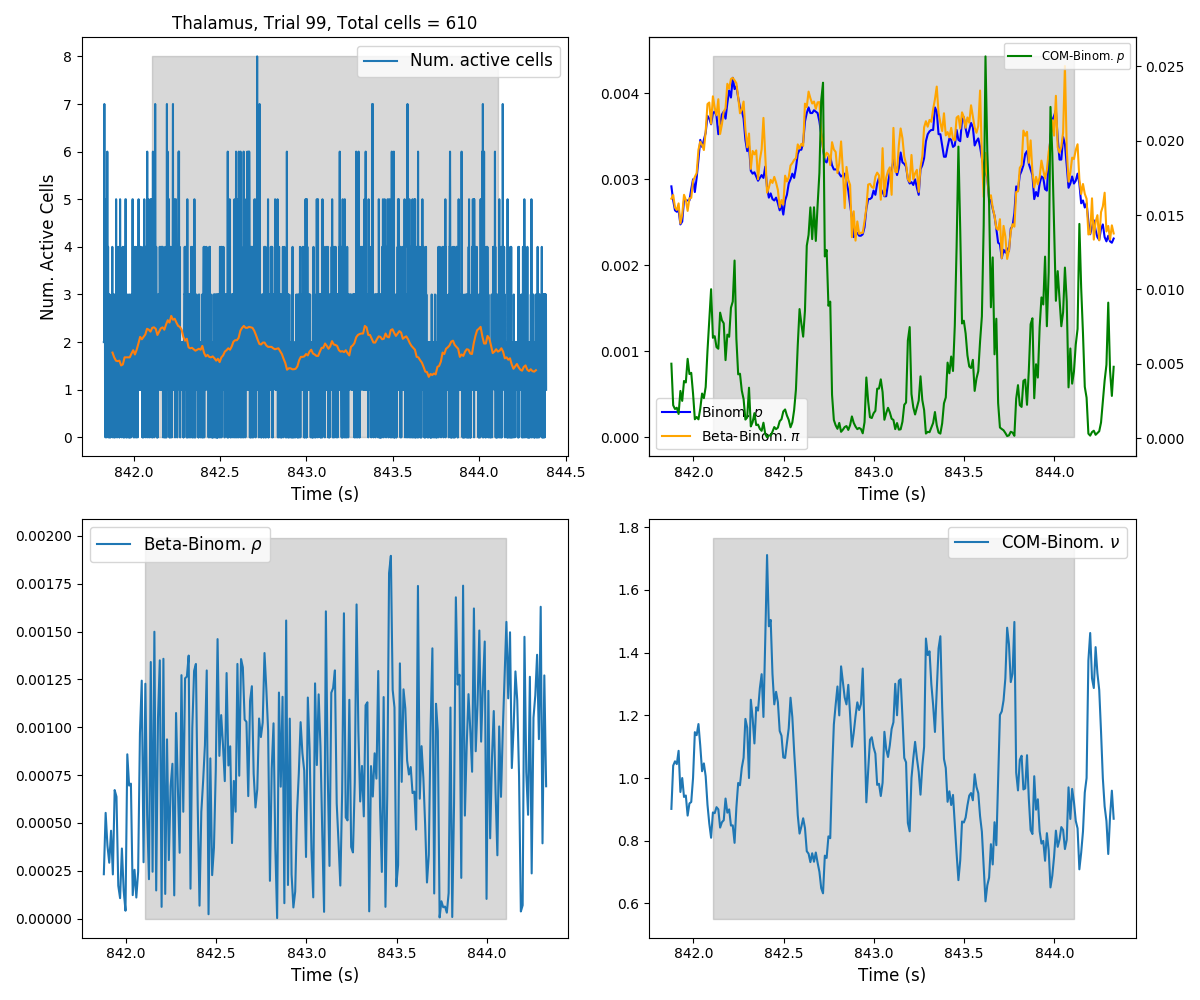 Thalamus, Trial 99, Total cells = 610
Num. active cells
Num. Active Cells
8
7
6
5
4
3
2
1
0
842.0 842.5 843.0 843.5 844.0 844.5
Time (s)
COM-Binom. p
Binom. p
Beta-Binom. π
0.004
0.003
0.002
0.001
0.000
0.025
0.020
0.015
0.010
0.005
0.000
842.0 842.5 843.0 843.5 844.0
Time (s)
Beta-Binom. ρ
0.00200
0.00175
0.00150
0.00125
0.00100
0.00075
0.00050
0.00025
0.00000
842.0 842.5 843.0 843.5 844.0
Time (s)
COM-Binom. ν
1.8
1.6
1.4
1.2
1.0
0.8
0.6
842.0 842.5 843.0 843.5 844.0
Time (s)